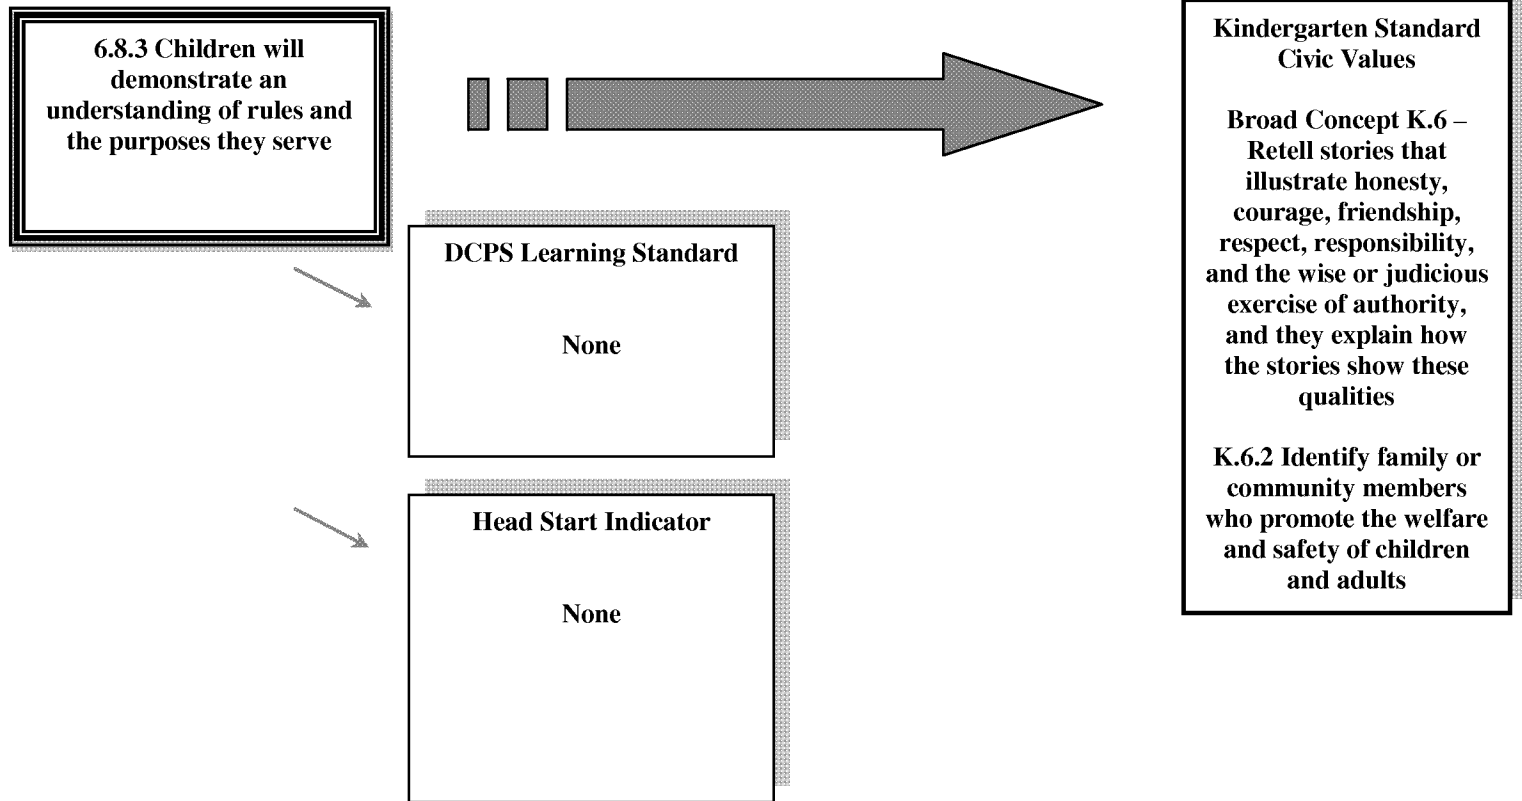 6.8.3 Children will
demonstrate an
understanding of rules and
the purposes they serve
DCPS Learning Standard
None
Head Start Indicator
None
Kindergarten Standard
Civic Values
Broad Concept K.6 –
Retell stories that
illustrate honesty,
courage, friendship,
respect, responsibility,
and the wise or judicious
exercise of authority,
and they explain how
the stories show these
qualities
K.6.2 Identify family or
community members
who promote the welfare
and safety of children
and adults